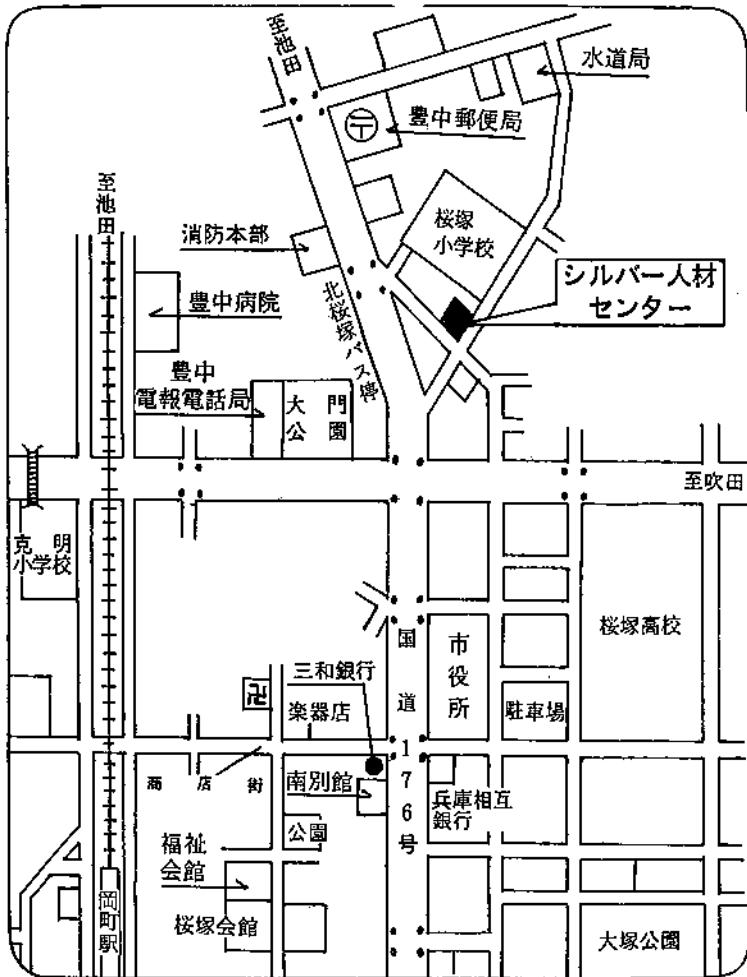 至池田
水道局
豊中郵便局
至池田
桜塚
小学校
消防本部
シルバー人材
センター
豊中病院
北桜塚バス停
豊中
電報電話局
大門
公園
至吹田
克明
小学校
桜塚高校
国道176号
市役所
三和銀行
卍
楽器店
駐車場
商店街
南別館
兵庫相互
銀行
公園
福祉
会館
岡町駅
桜塚会館
大塚公園